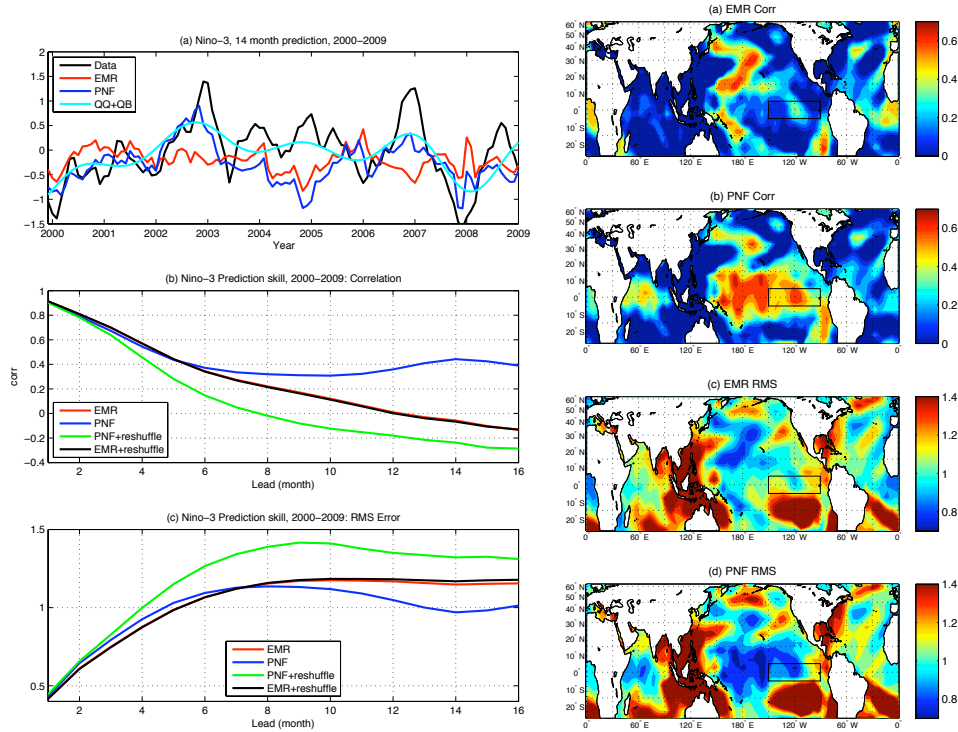 (a) Nino−3, 14 month prediction, 2000−2009
2
1.5
1
0.5
0
−0.5
−1
−1.5
Data
EMR
PNF
QQ+QB
2000 2001 2002 2003 2004 2005 2006 2007 2008 2009
Year
(b) Nino−3 Prediction skill, 2000−2009: Correlation
corr
1
0.8
0.6
0.4
0.2
0
−0.2
−0.4
EMR
PNF
PNF+reshuffle
EMR+reshuffle
2 4 6 8 10 12 14 16
Lead (month)
(c) Nino−3 Prediction skill, 2000−2009: RMS Error
1.5
1
0.5
EMR
PNF
PNF+reshuffle
EMR+reshuffle
2 4 6 8 10 12 14 16
Lead (month)
(a) EMR Corr
60° N
50° N
40° N
30° N
20° N
10° N
0°
10° S
20° S
0° 60° E 120° E 180° W 120° W 60° W 0°
0.6
0.4
0.2
0
(b) PNF Corr
60° N
50° N
40° N
30° N
20° N
10° N
0°
10° S
20° S
0° 60° E 120° E 180° W 120° W 60° W 0°
0.6
0.4
0.2
0
(c) EMR RMS
60° N
50° N
40° N
30° N
20° N
10° N
0°
10° S
20° S
0° 60° E 120° E 180° W 120° W 60° W 0°
1.4
1.2
1
0.8
(d) PNF RMS
60° N
50° N
40° N
30° N
20° N
10° N
0°
10° S
20° S
0° 60° E 120° E 180° W 120° W 60° W 0°
1.4
1.2
1
0.8